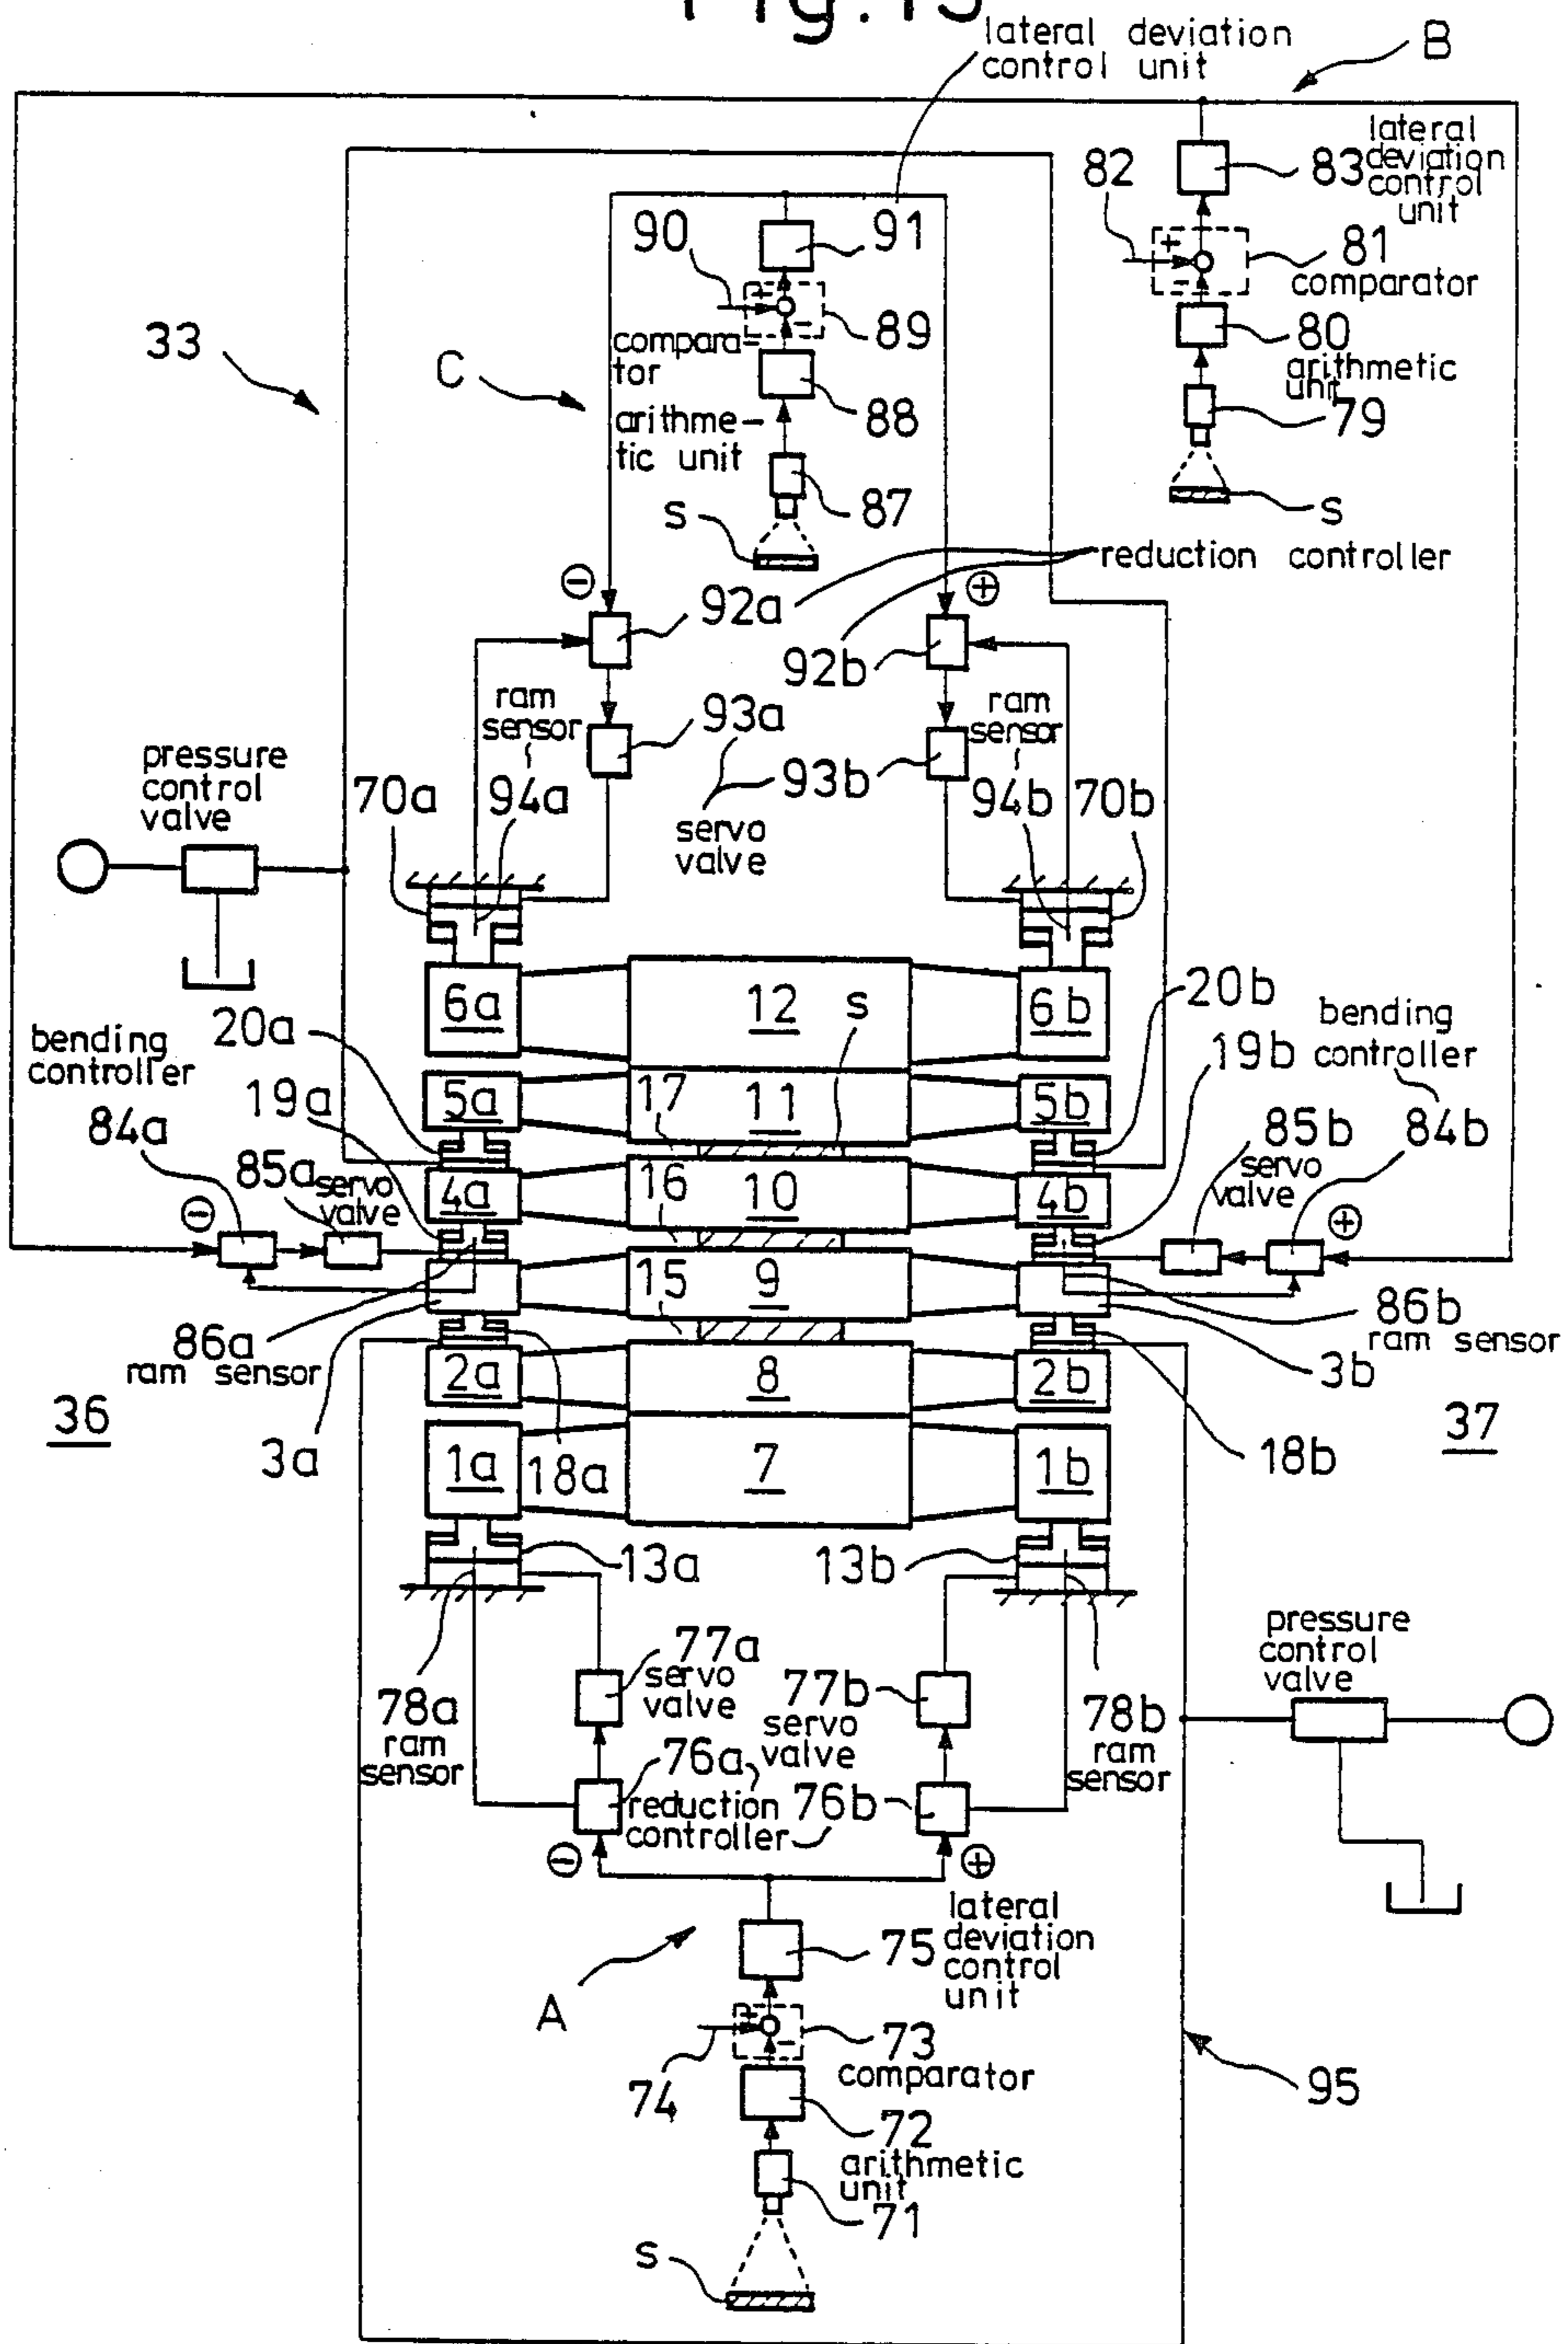 Fig.13
lateral deviation
control unit
B
lateral
83 deviation
control
unit
82
+
-
81
comparator
80
arithmetic
unit
79
s
90
91
+
-
89
compara-
tor
88
arithme-
tic unit
87
s
33
C
reduction controller
⊖
92a
⊕
92b
ram
sensor
93a
ram
sensor
94a
93b
94b
servo
valve
pressure
control
valve
70a
70b
6a
12
s
6b
20a
20b
bending
controller
19a
84a
bending
controller
19b
84b
5a
17
11
5b
85a servo
valve
⊖
4a
16
10
4b
85b
servo
valve
⊕
15
9
86a
ram sensor
86b
ram sensor
3a
3b
2a
8
2b
36
37
1a
18a
7
1b
18b
13a
13b
77a
servo
valve
77b
servo
valve
78a
ram
sensor
78b
ram
sensor
76a
reduction
controller
76b
⊖
⊕
pressure
control
valve
75
lateral
deviation
control
unit
A
+
-
73
comparator
74
72
arithmetic
unit
71
s
95